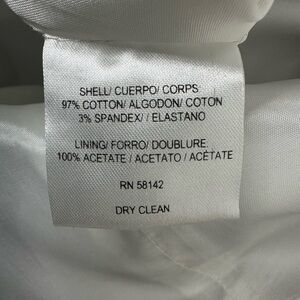 SHELL/ CUERPO/ CORPS
97% COTTON/ ALGODON/ COTON
3% SPANDEX/ / ELASTANO
LINING/ FORRO/ DOUBLURE
100% ACETATE / ACETATO / ACÉTATE
RN 58142
DRY CLEAN